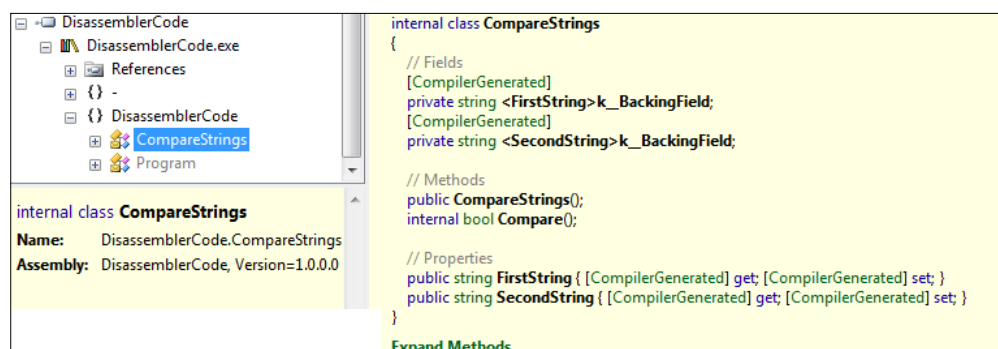 DisassemblerCode
DisassemblerCode.exe
References
{} -
{} DisassemblerCode
CompareStrings
Program
internal class CompareStrings
Name: DisassemblerCode.CompareStrings
Assembly: DisassemblerCode, Version=1.0.0.0
internal class CompareStrings
{
// Fields
[CompilerGenerated]
private string <FirstString>k__BackingField;
[CompilerGenerated]
private string <SecondString>k__BackingField;
// Methods
public CompareStrings();
internal bool Compare();
// Properties
public string FirstString { [CompilerGenerated] get; [CompilerGenerated] set; }
public string SecondString { [CompilerGenerated] get; [CompilerGenerated] set; }
}
Expand Methods